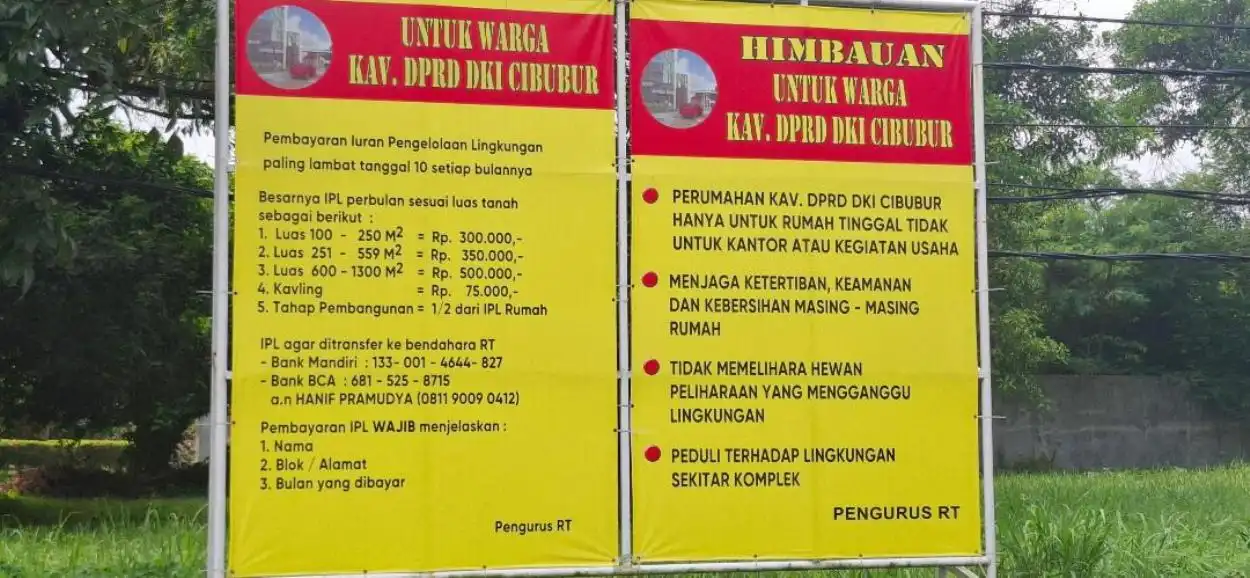 UNTUK WARGA
KAV. DPRD DKI CIBUBUR
Pembayaran Iuran Pengelolaan Lingkungan
paling lambat tanggal 10 setiap bulannya
Besarnya IPL perbulan sesuai luas tanah
sebagai berikut :
1. Luas 100 - 250 M² = Rp. 300.000,-
2. Luas 251 - 559 M² = Rp. 350.000,-
3. Luas 600 - 1300 M² = Rp. 500.000,-
4. Kavling = Rp. 75.000,-
5. Tahap Pembangunan = 1/2 dari IPL Rumah
IPL agar ditransfer ke bendahara RT
- Bank Mandiri : 133- 001 - 4644- 827
- Bank BCA : 681 - 525 - 8715
a.n HANIF PRAMUDYA (0811 9009 0412)
Pembayaran IPL WAJIB menjelaskan :
1. Nama
2. Blok / Alamat
3. Bulan yang dibayar
Pengurus RT
HIMBAUAN
UNTUK WARGA
KAV. DPRD DKI CIBUBUR
PERUMAHAN KAV. DPRD DKI CIBUBUR
HANYA UNTUK RUMAH TINGGAL TIDAK
UNTUK KANTOR ATAU KEGIATAN USAHA
MENJAGA KETERTIBAN, KEAMANAN
DAN KEBERSIHAN MASING - MASING
RUMAH
TIDAK MEMELIHARA HEWAN
PELIHARAAN YANG MENGGANGGU
LINGKUNGAN
PEDULI TERHADAP LINGKUNGAN
SEKITAR KOMPLEK
PENGURUS RT